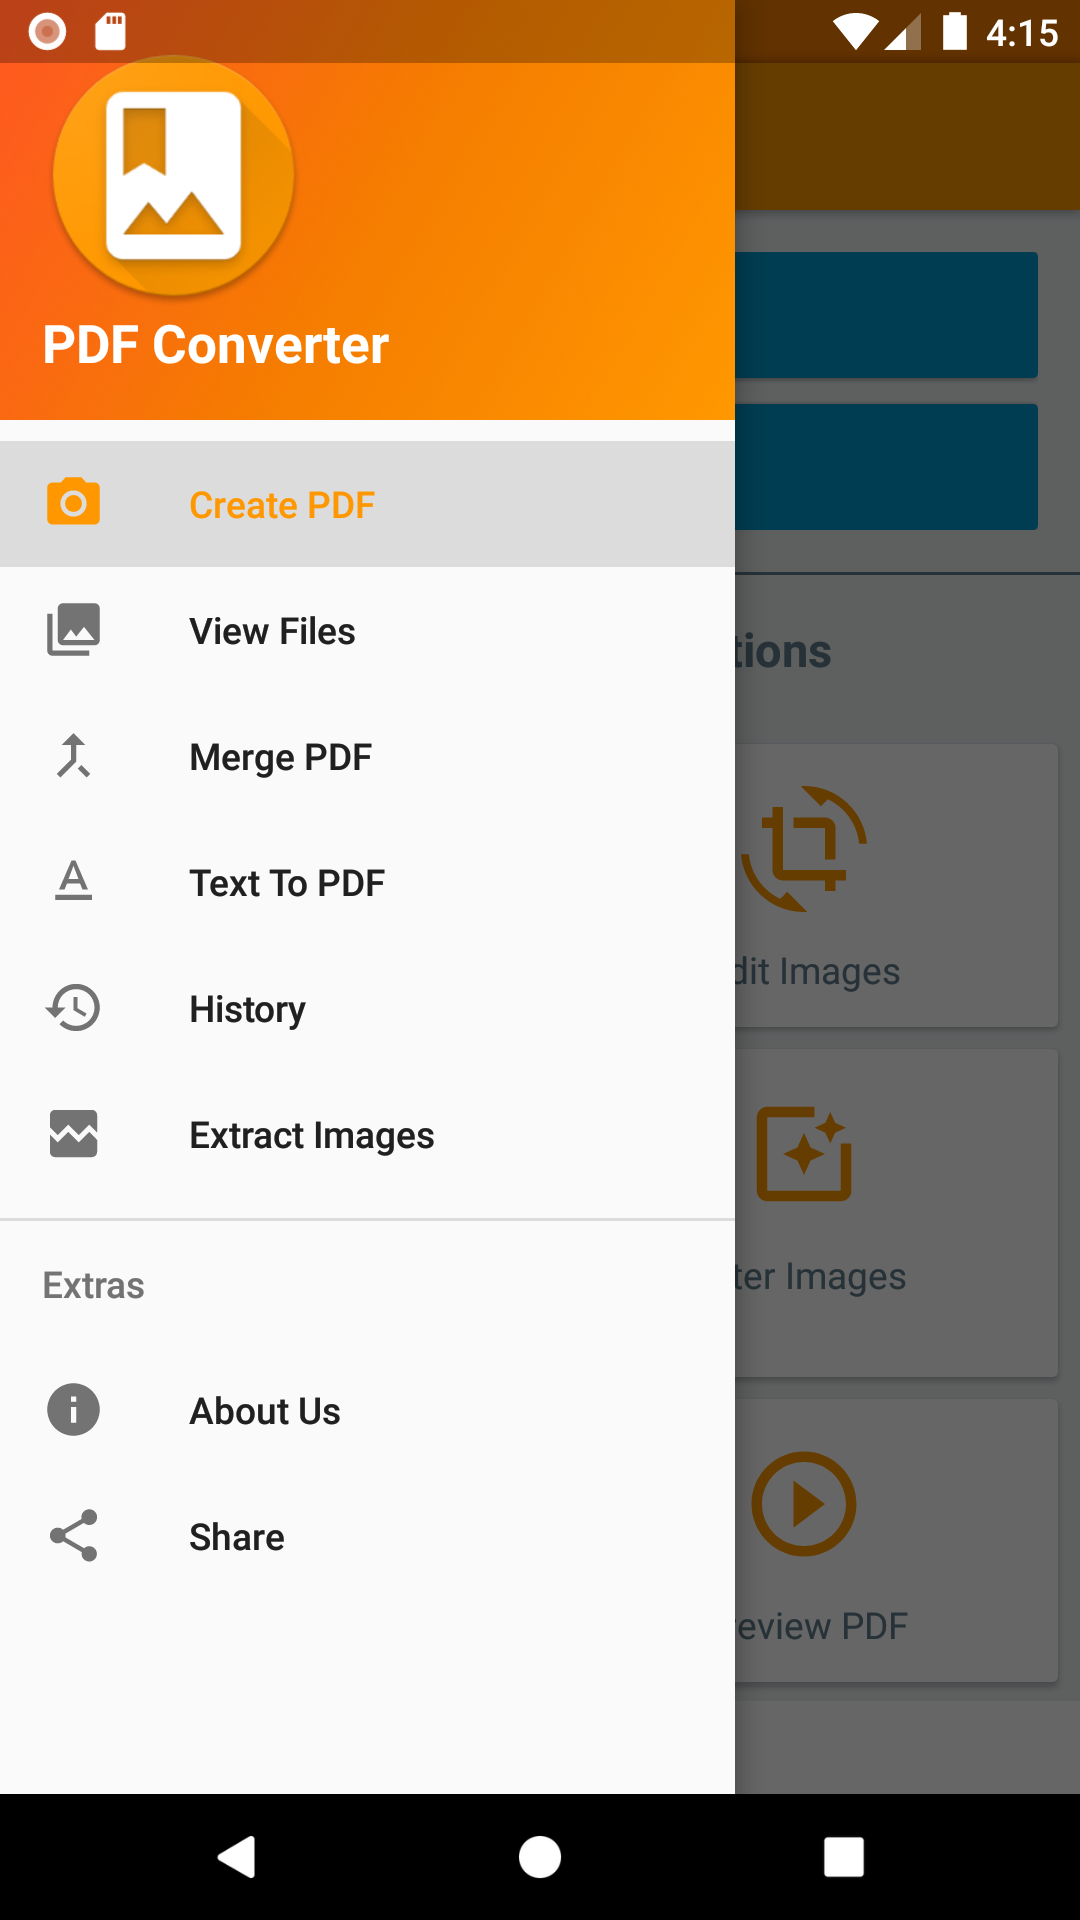 4:15
PDF Converter
Create PDF
View Files
tions
Merge PDF
Text To PDF
dit Images
History
Extract Images
ter Images
Extras
About Us
Share
eview PDF